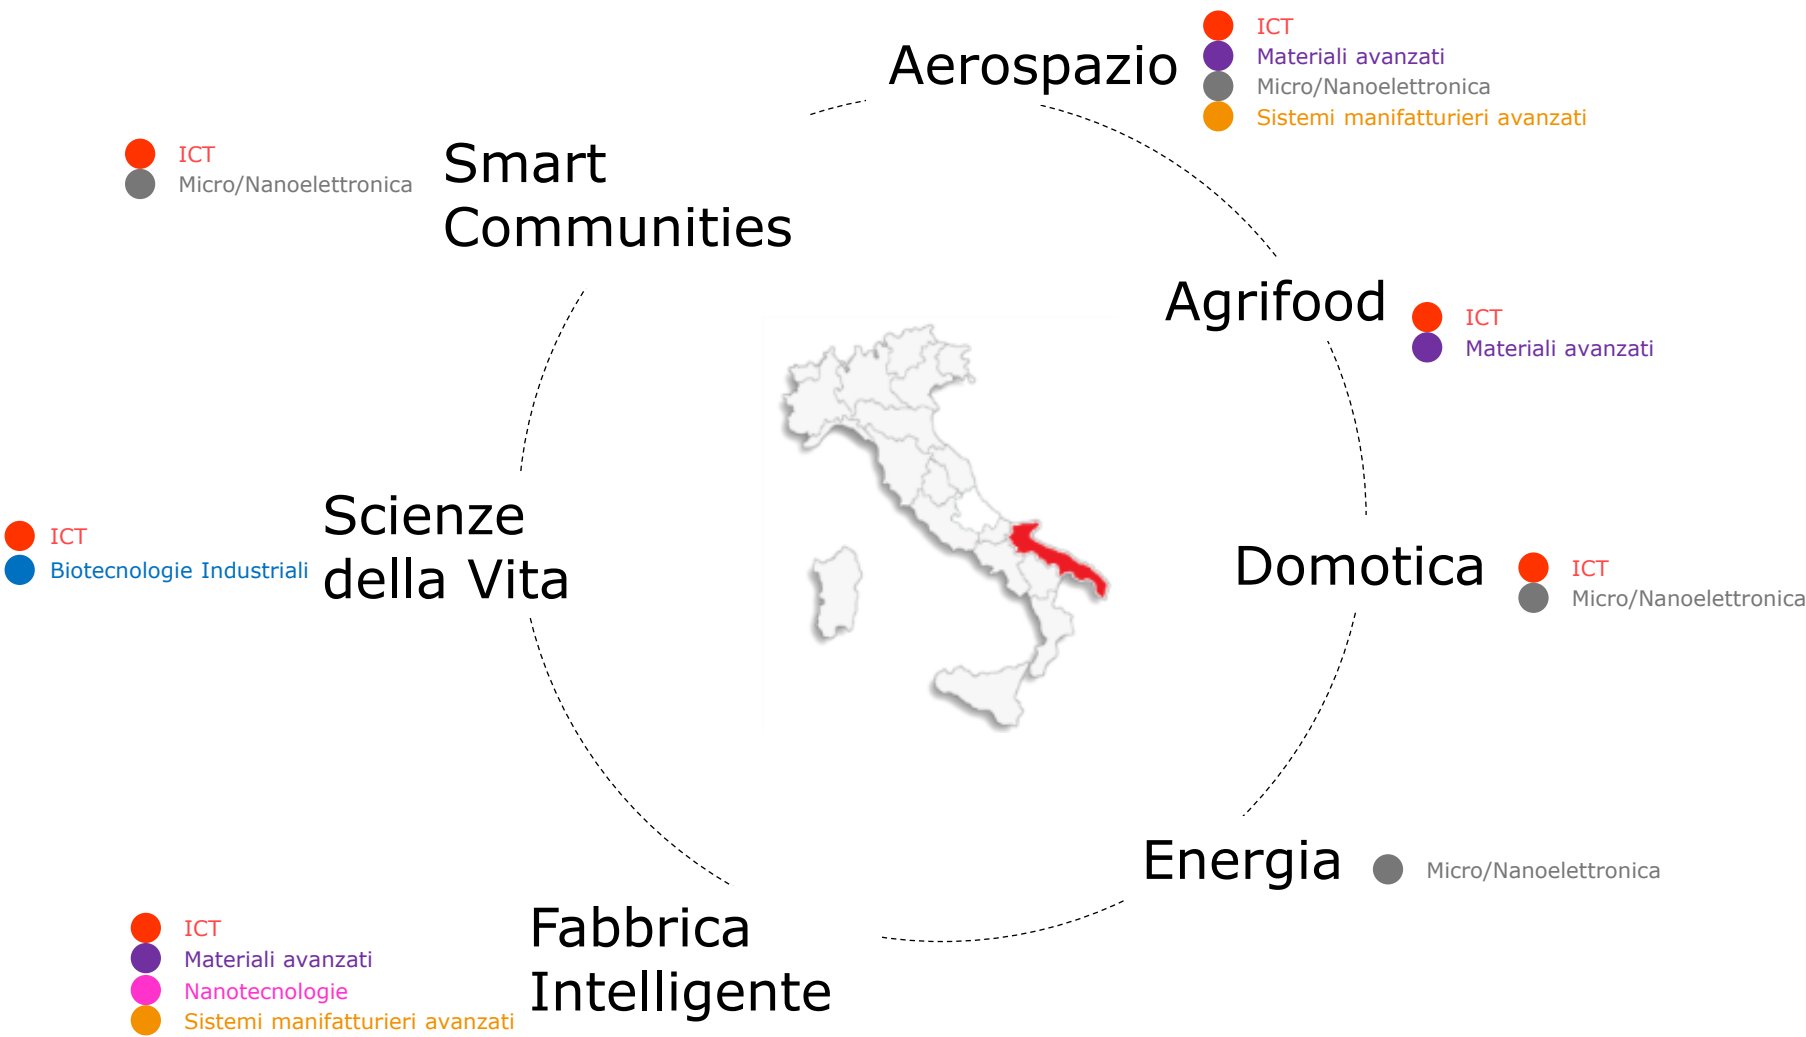 Aerospazio
ICT
Materiali avanzati
Micro/Nanoelettronica
Sistemi manifatturieri avanzati
Agrifood
ICT
Materiali avanzati
Domotica
ICT
Micro/Nanoelettronica
Energia
Micro/Nanoelettronica
Fabbrica
Intelligente
ICT
Materiali avanzati
Nanotecnologie
Sistemi manifatturieri avanzati
Scienze
della Vita
ICT
Biotecnologie Industriali
Smart
Communities
ICT
Micro/Nanoelettronica